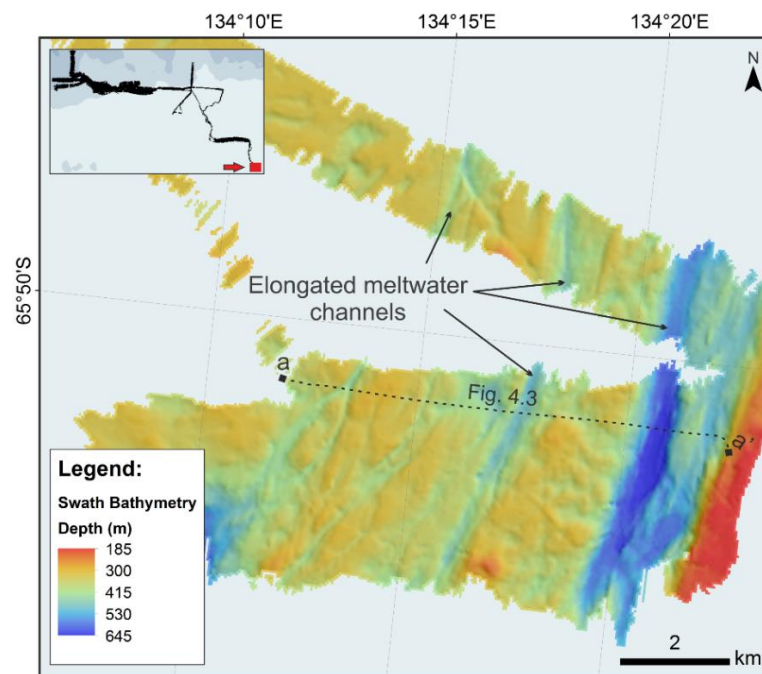 134°10'E
134°15'E
134°20'E
N
65°50'S
Elongated meltwater
channels
a
Fig. 4.3
a'
Legend:
Swath Bathymetry
Depth (m)
185
300
415
530
645
2
km